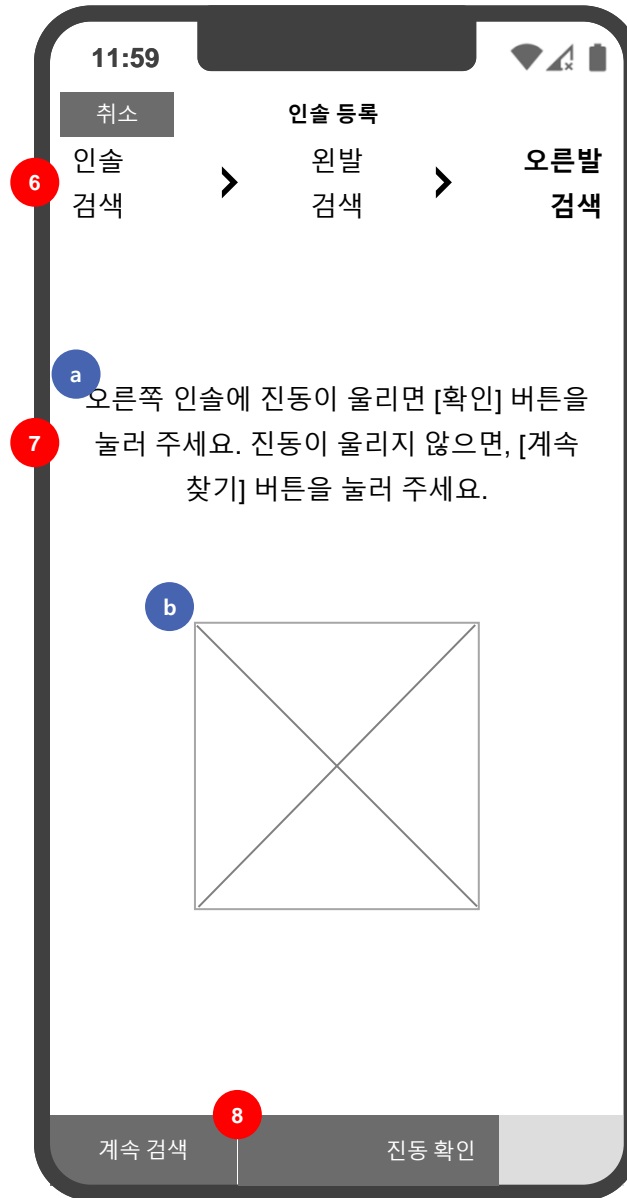 11:59
취소
인솔 등록
6
인솔
검색
왼발
검색
오른발
검색
a
오른쪽 인솔에 진동이 울리면 [확인] 버튼을
7
눌러 주세요. 진동이 울리지 않으면, [계속
찾기] 버튼을 눌러 주세요.
b
8
계속 검색
진동 확인